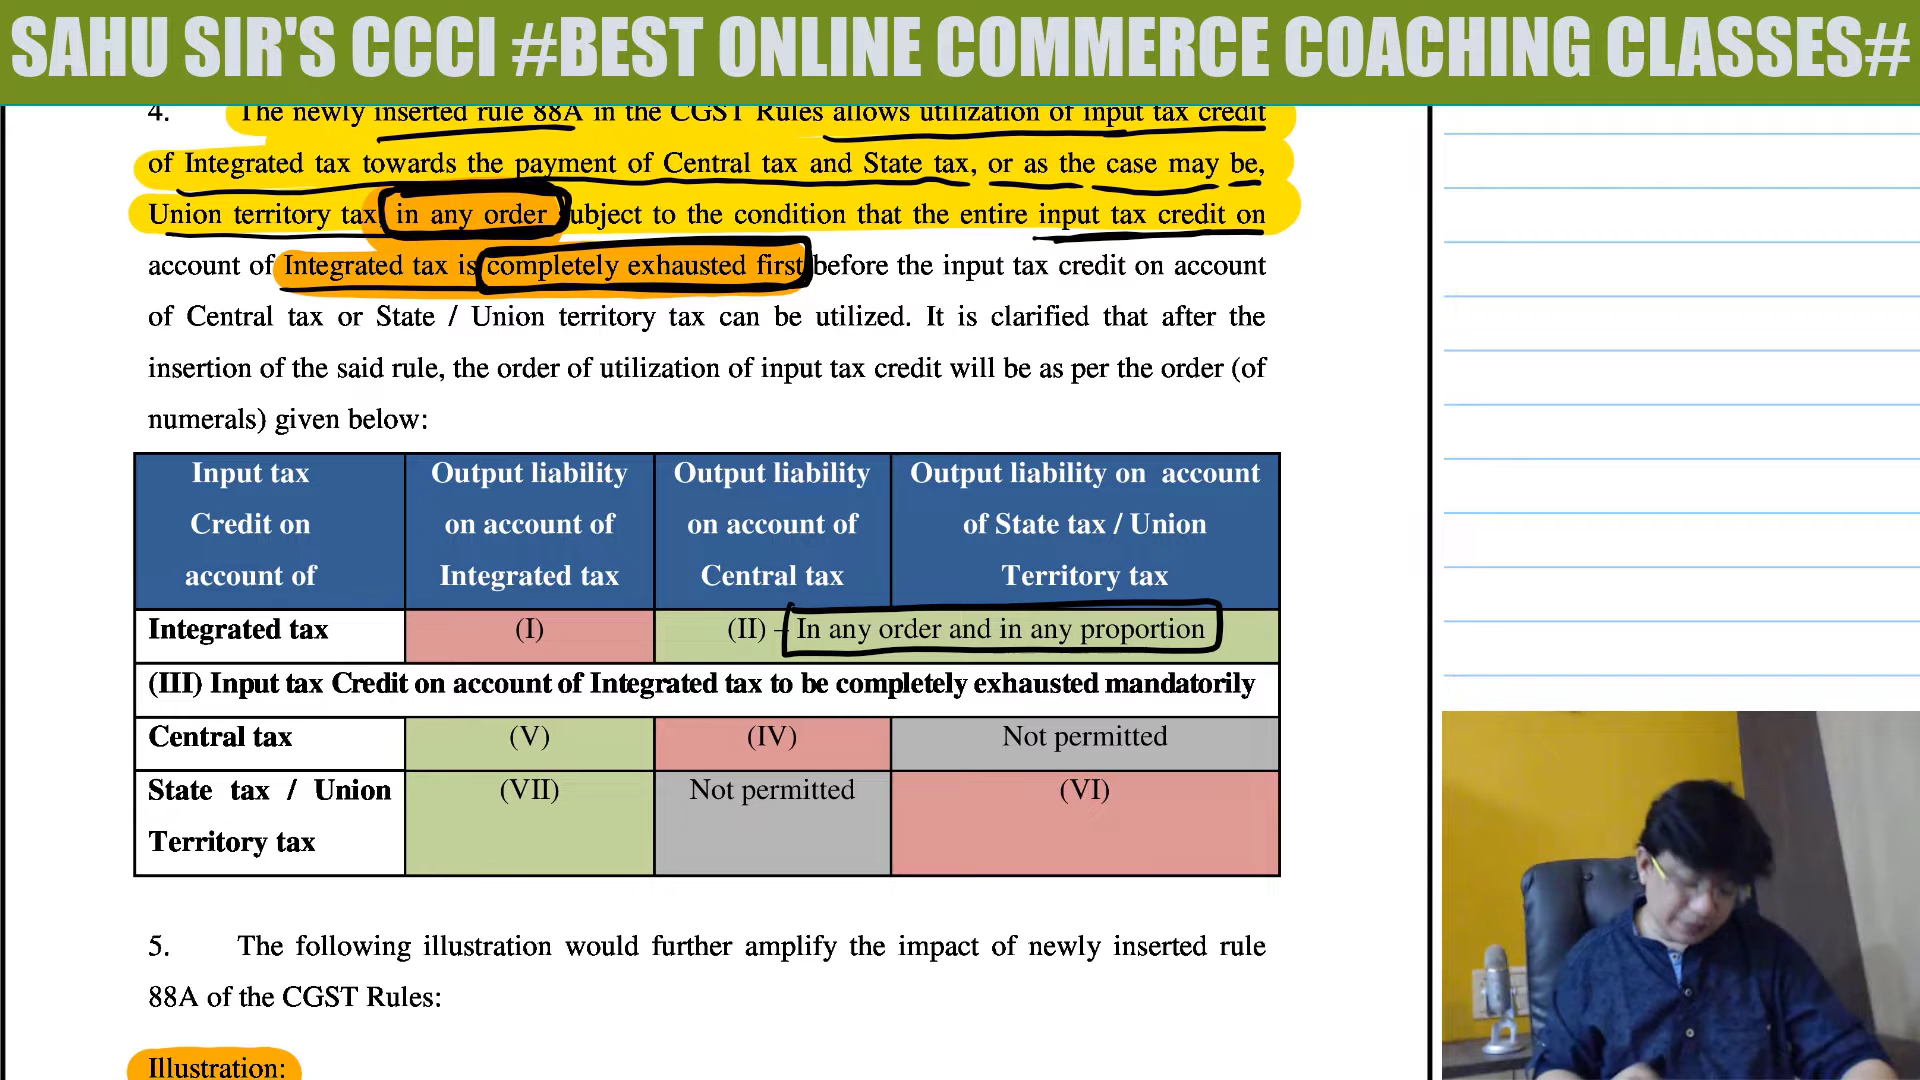 SAHU SIR'S CCCI #BEST ONLINE COMMERCE COACHING CLASSES#
4. The newly inserted rule 88A in the CGST Rules allows utilization of input tax credit
of Integrated tax towards the payment of Central tax and State tax, or as the case may be,
Union territory tax, in any order subject to the condition that the entire input tax credit on
account of Integrated tax is completely exhausted first before the input tax credit on account
of Central tax or State / Union territory tax can be utilized. It is clarified that after the
insertion of the said rule, the order of utilization of input tax credit will be as per the order (of
numerals) given below:
Input tax Credit on account of
Output liability on account of Integrated tax
Output liability on account of Central tax
Output liability on account of State tax / Union Territory tax
Integrated tax (I) (II) – In any order and in any proportion
(III) Input tax Credit on account of Integrated tax to be completely exhausted mandatorily
Central tax (V) (IV) Not permitted
State tax / Union Territory tax (VII) Not permitted (VI)
5. The following illustration would further amplify the impact of newly inserted rule
88A of the CGST Rules:
Illustration: